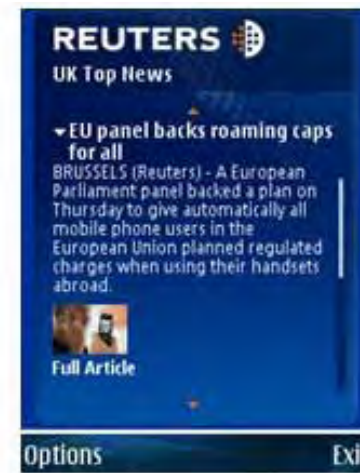 REUTERS
UK Top News
EU panel backs roaming caps
for all
BRUSSELS (Reuters) - A European
Parliament panel backed a plan on
Thursday to give automatically all
mobile phone users in the
European Union planned regulated
charges when using their handsets
abroad.
Full Article
Options Exi